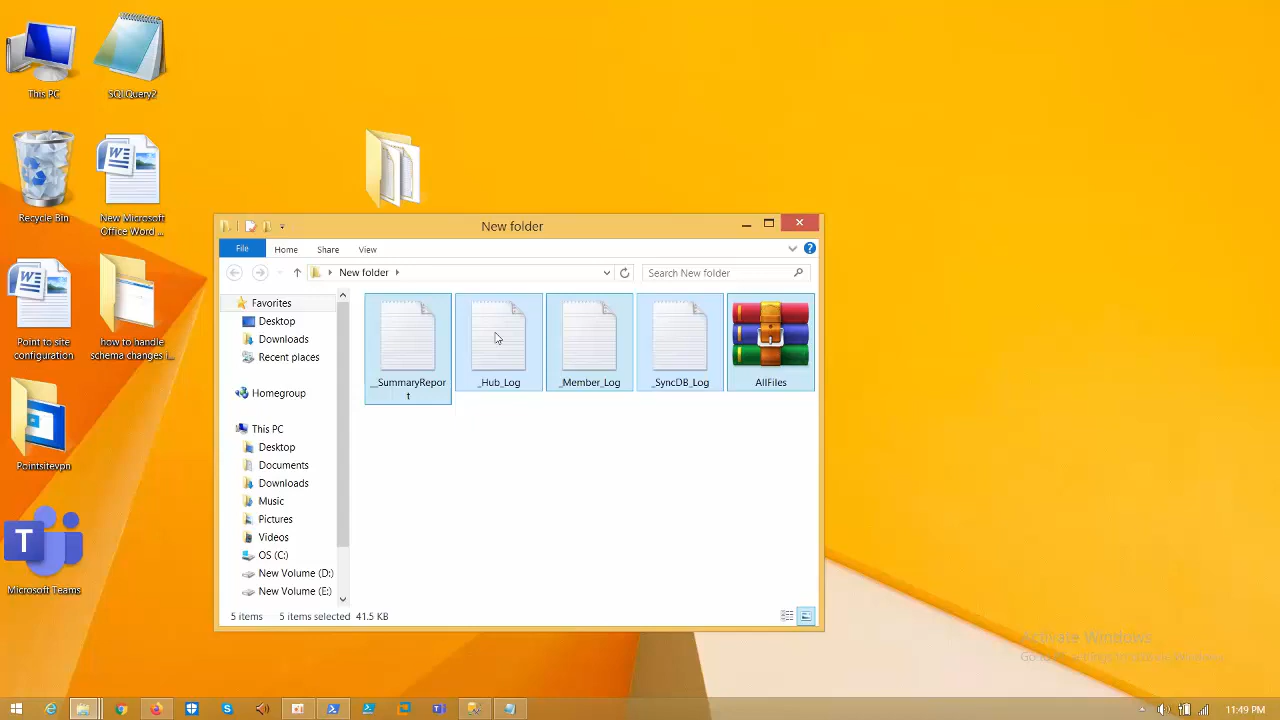 This PC
SQLQuery2
Recycle Bin
New Microsoft
Office Word ...
Point to site
configuration
how to handle
schema changes i...
Pointsitevpn
T
Microsoft Teams
New folder
File
Home
Share
View
New folder
Search New folder
Favorites
Desktop
Downloads
Recent places
Homegroup
This PC
Desktop
Documents
Downloads
Music
Pictures
Videos
OS (C:)
New Volume (D:)
New Volume (E:)
__SummaryRepor
t
_Hub_Log
_Member_Log
_SyncDB_Log
AllFiles
5 items
5 items selected 41.5 KB
Activate Windows
11:49 PM